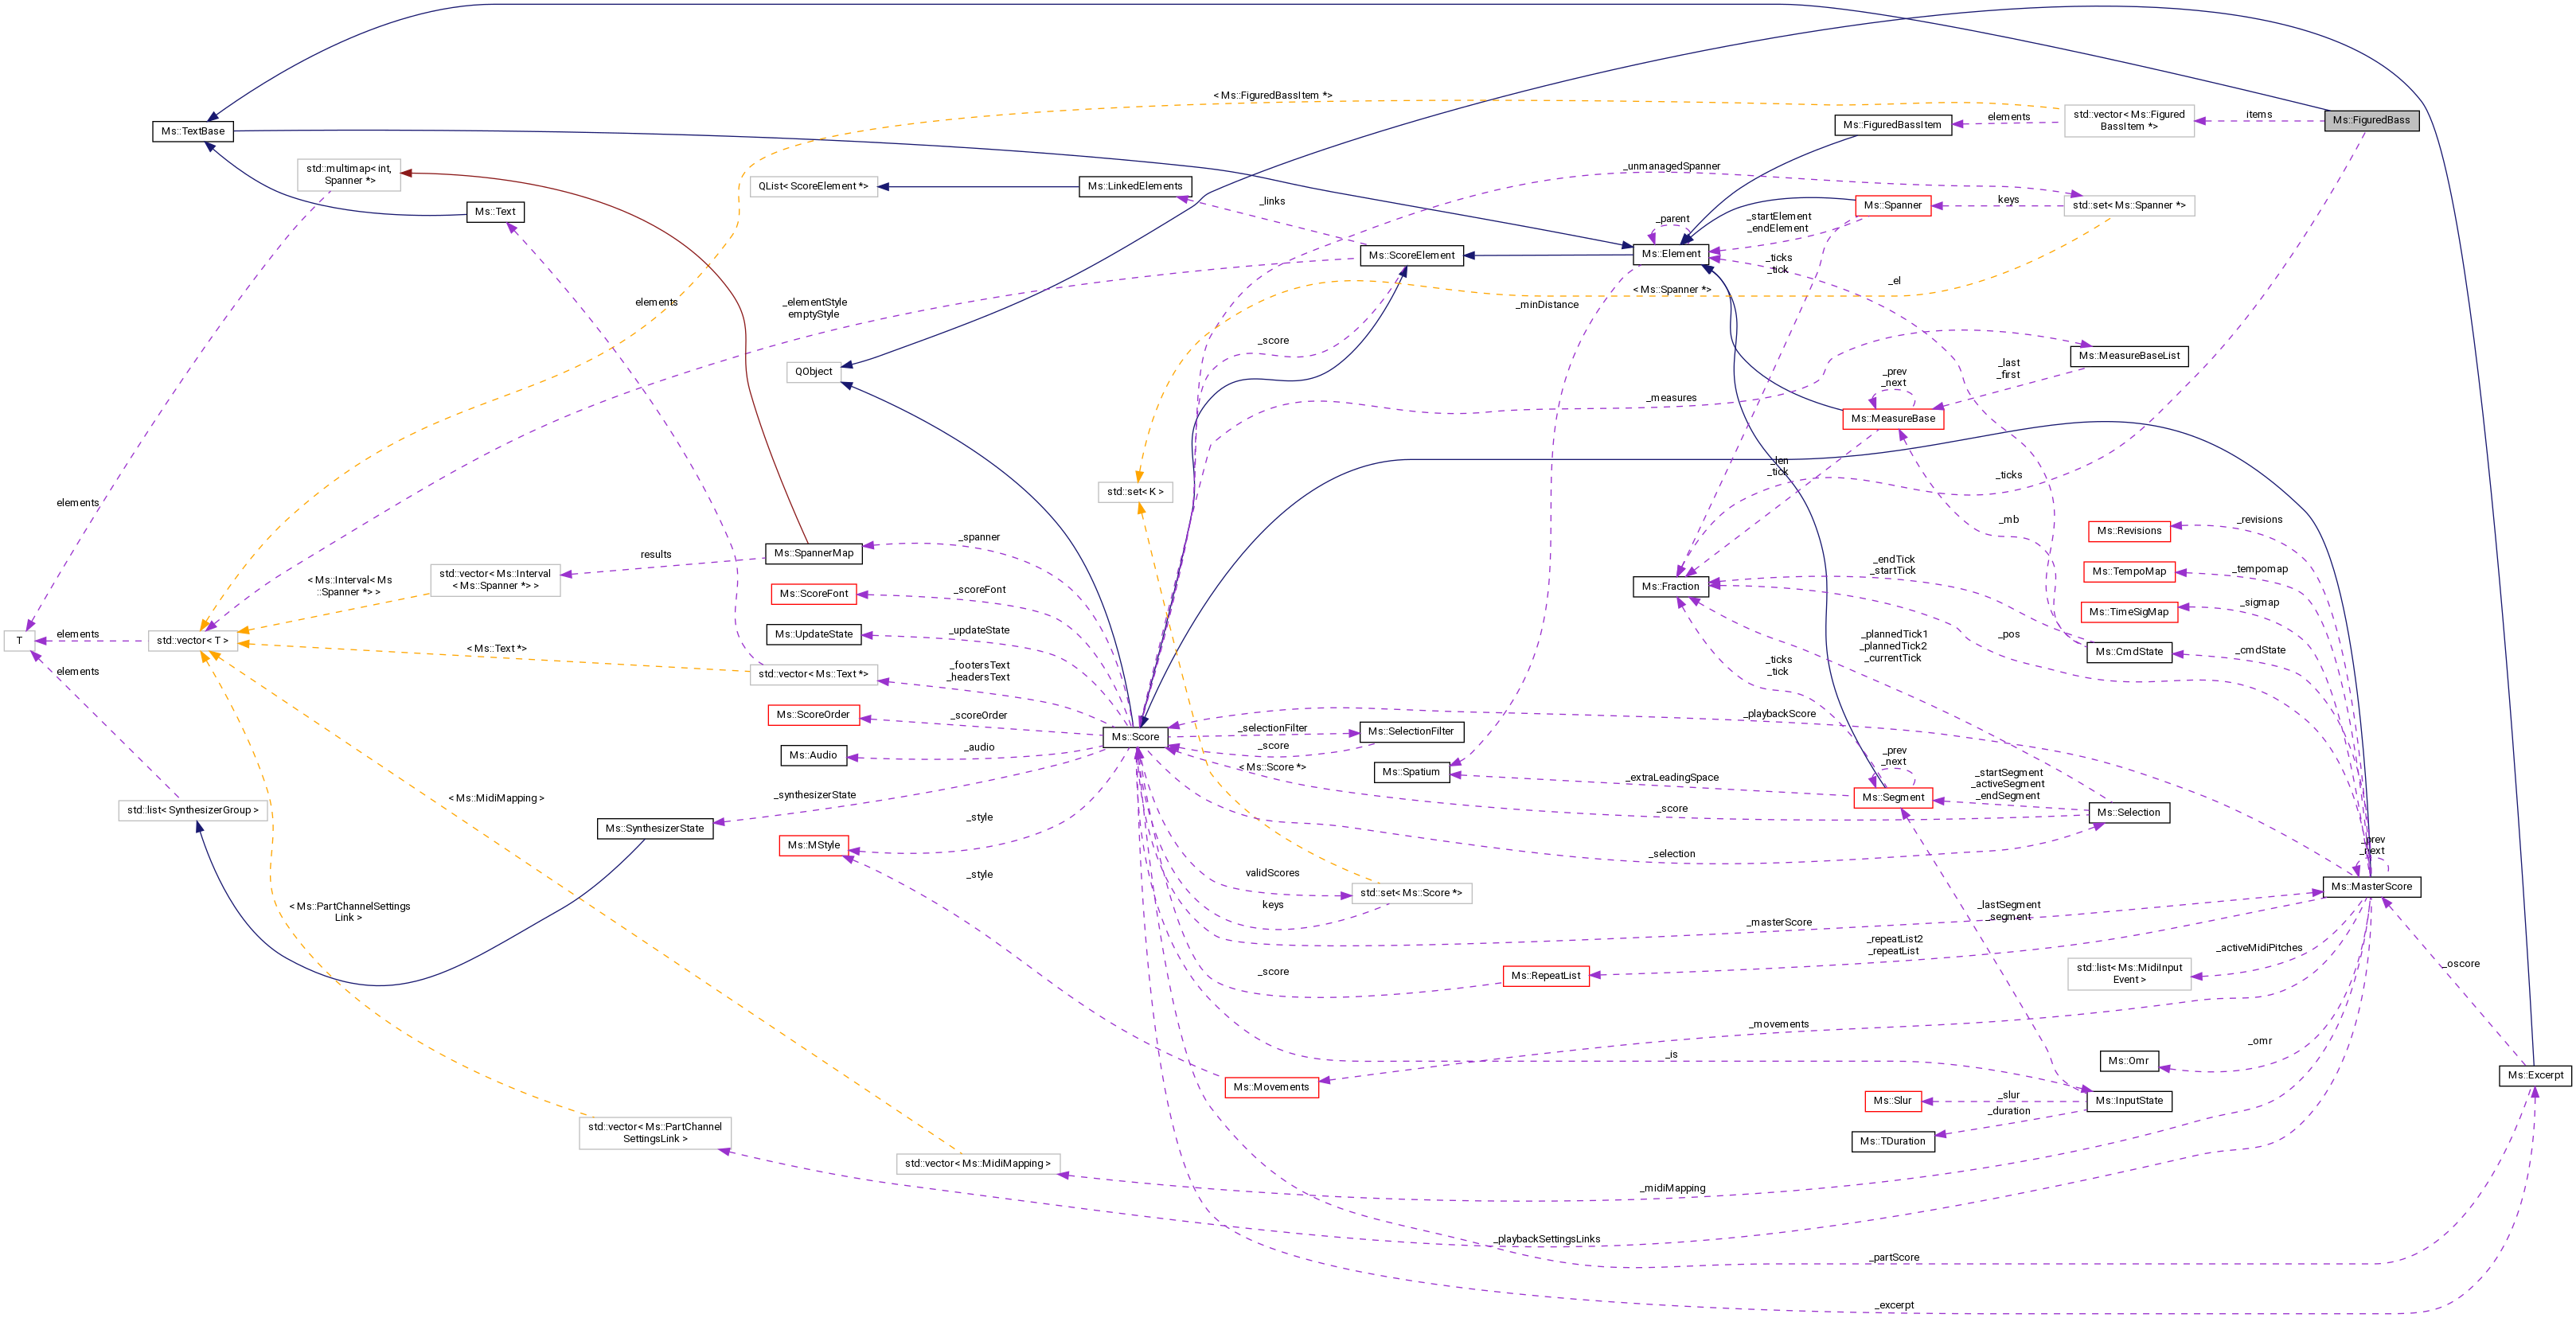 < Ms::FiguredBassItem *>
std::vector< Ms::Figured
BassItem *>
items
Ms::FiguredBass
elements
Ms::FiguredBassItem
Ms::TextBase
std::multimap< int,
Spanner *>
_unmanagedSpanner
QList< ScoreElement *>
Ms::LinkedElements
_links
Ms::Text
Ms::Spanner
keys
std::set< Ms::Spanner *>
_parent
_startElement
_endElement
Ms::ScoreElement
Ms::Element
_ticks
_tick
_el
< Ms::Spanner *>
elements
_elementStyle
emptyStyle
_minDistance
_score
QObject
Ms::MeasureBaseList
_last
_first
_prev
_next
_measures
Ms::MeasureBase
_len
_tick
_ticks
std::set< K >
elements
_mb
_revisions
Ms::Revisions
_spanner
Ms::SpannerMap
results
std::vector< Ms::Interval
< Ms::Spanner *> >
< Ms::Interval< Ms
::Spanner *> >
_endTick
_startTick
_tempomap
Ms::TempoMap
Ms::Fraction
Ms::ScoreFont
_scoreFont
_sigmap
Ms::TimeSigMap
T
elements
std::vector< T >
Ms::UpdateState
_updateState
_plannedTick1
_plannedTick2
_currentTick
_pos
Ms::CmdState
_cmdState
< Ms::Text *>
elements
std::vector< Ms::Text *>
_footersText
_headersText
_ticks
_tick
Ms::ScoreOrder
_scoreOrder
_playbackScore
Ms::Score
_selectionFilter
Ms::SelectionFilter
Ms::Audio
_audio
_score
< Ms::Score *>
Ms::Spatium
_extraLeadingSpace
_prev
_next
_startSegment
_activeSegment
_endSegment
Ms::Segment
< Ms::MidiMapping >
std::list< SynthesizerGroup >
_synthesizerState
_score
Ms::Selection
Ms::SynthesizerState
_style
Ms::MStyle
_selection
_prev
_next
_style
validScores
std::set< Ms::Score *>
keys
Ms::MasterScore
< Ms::PartChannelSettings
Link >
_masterScore
_lastSegment
_segment
_repeatList2
_repeatList
_activeMidiPitches
_score
Ms::RepeatList
std::list< Ms::MidiInput
Event >
_oscore
_movements
_is
_omr
Ms::Omr
Ms::Movements
Ms::Excerpt
Ms::Slur
_slur
Ms::InputState
_duration
std::vector< Ms::PartChannel
SettingsLink >
Ms::TDuration
std::vector< Ms::MidiMapping >
_midiMapping
_playbackSettingsLinks
_partScore
_excerpt